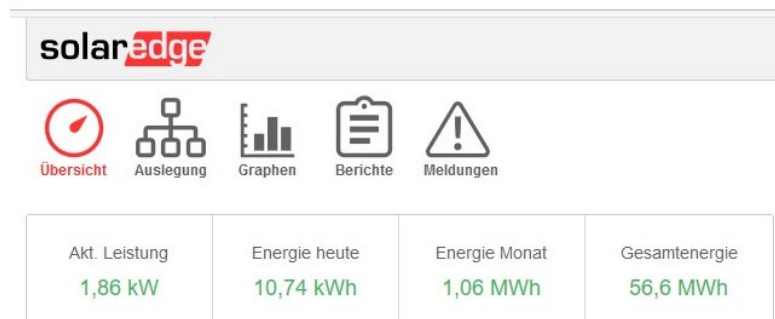 solaredge
Übersicht Auslegung Graphen Berichte Meldungen
Akt. Leistung Energie heute Energie Monat Gesamtenergie
1,86 kW 10,74 kWh 1,06 MWh 56,6 MWh